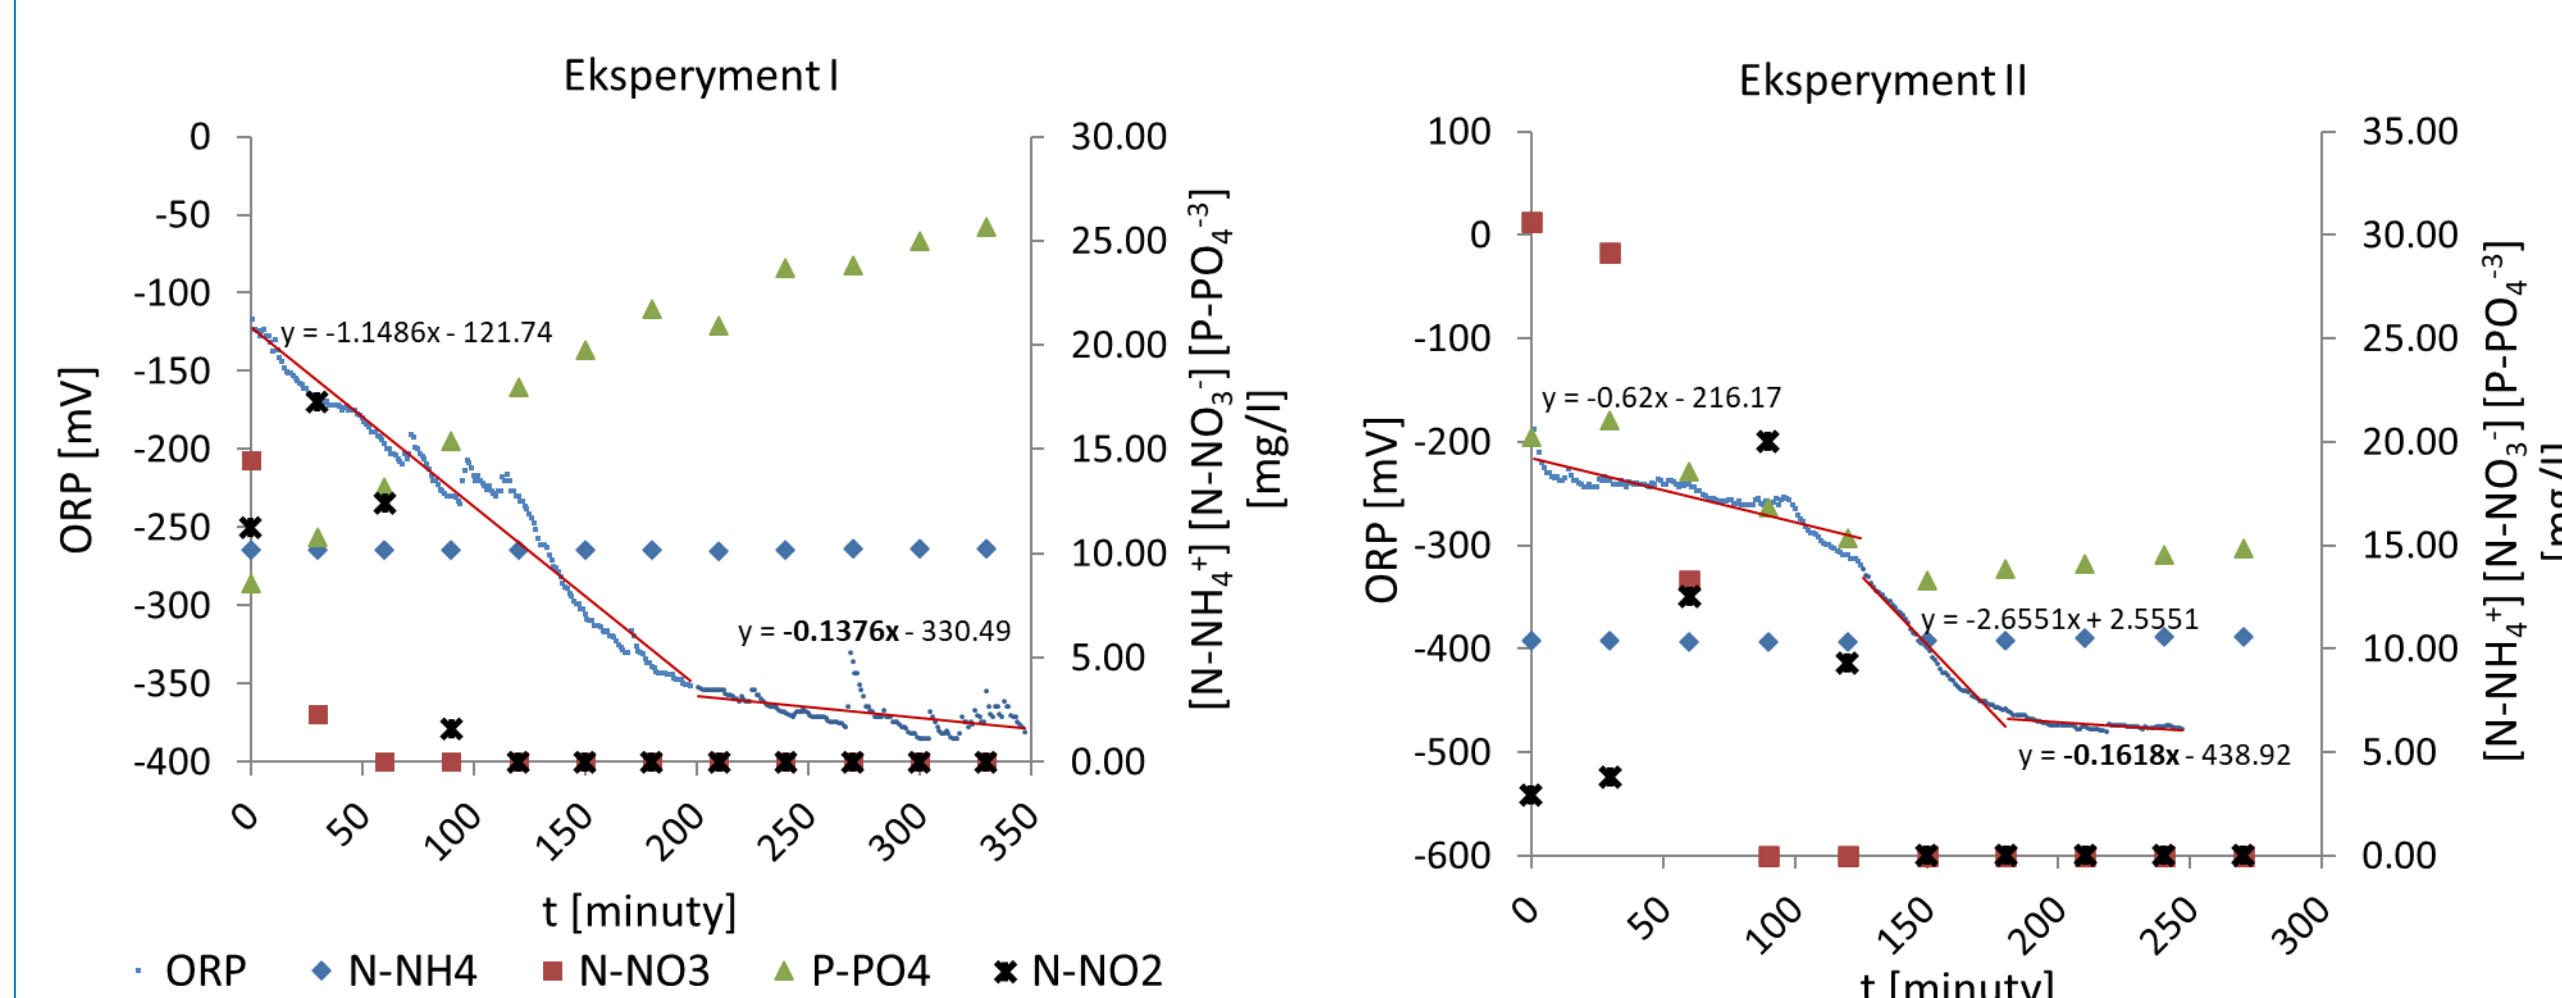 Eksperyment I
0
-50
-100
-150
-200
-250
-300
-350
-400
ORP [mV]
30.00
25.00
20.00
15.00
10.00
5.00
0.00
[N-NH₄⁺] [N-NO₃⁻] [P-PO₄⁻³]
[mg/l]
y = -1.1486x - 121.74
y = -0.1376x - 330.49
0 50 100 150 200 250 300 350
t [minuty]
ORP N-NH4 N-NO3 P-PO4 N-NO2
Eksperyment II
100
0
-100
-200
-300
-400
-500
-600
ORP [mV]
35.00
30.00
25.00
20.00
15.00
10.00
5.00
0.00
[N-NH₄⁺] [N-NO₃⁻] [P-PO₄⁻³]
[mg/l]
y = -0.62x - 216.17
y = -2.6551x + 2.5551
y = -0.1618x - 438.92
0 50 100 150 200 250 300
t [minuty]